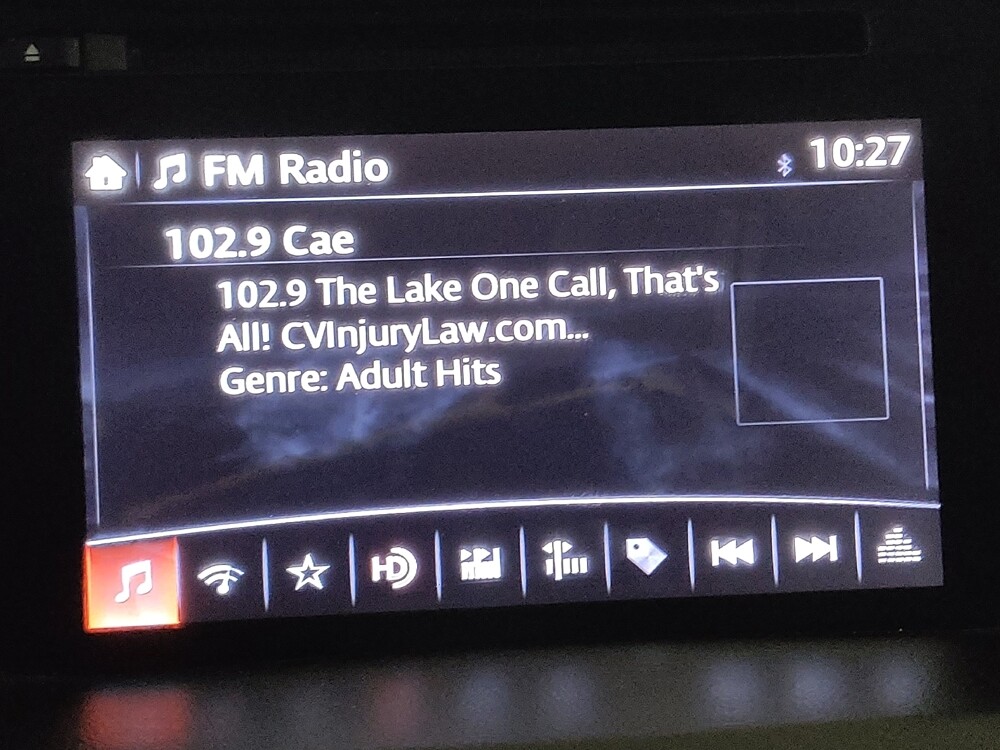 FM Radio
10:27
102.9 Cae
102.9 The Lake One Call, That's
All! CVInjuryLaw.com...
Genre: Adult Hits
HD